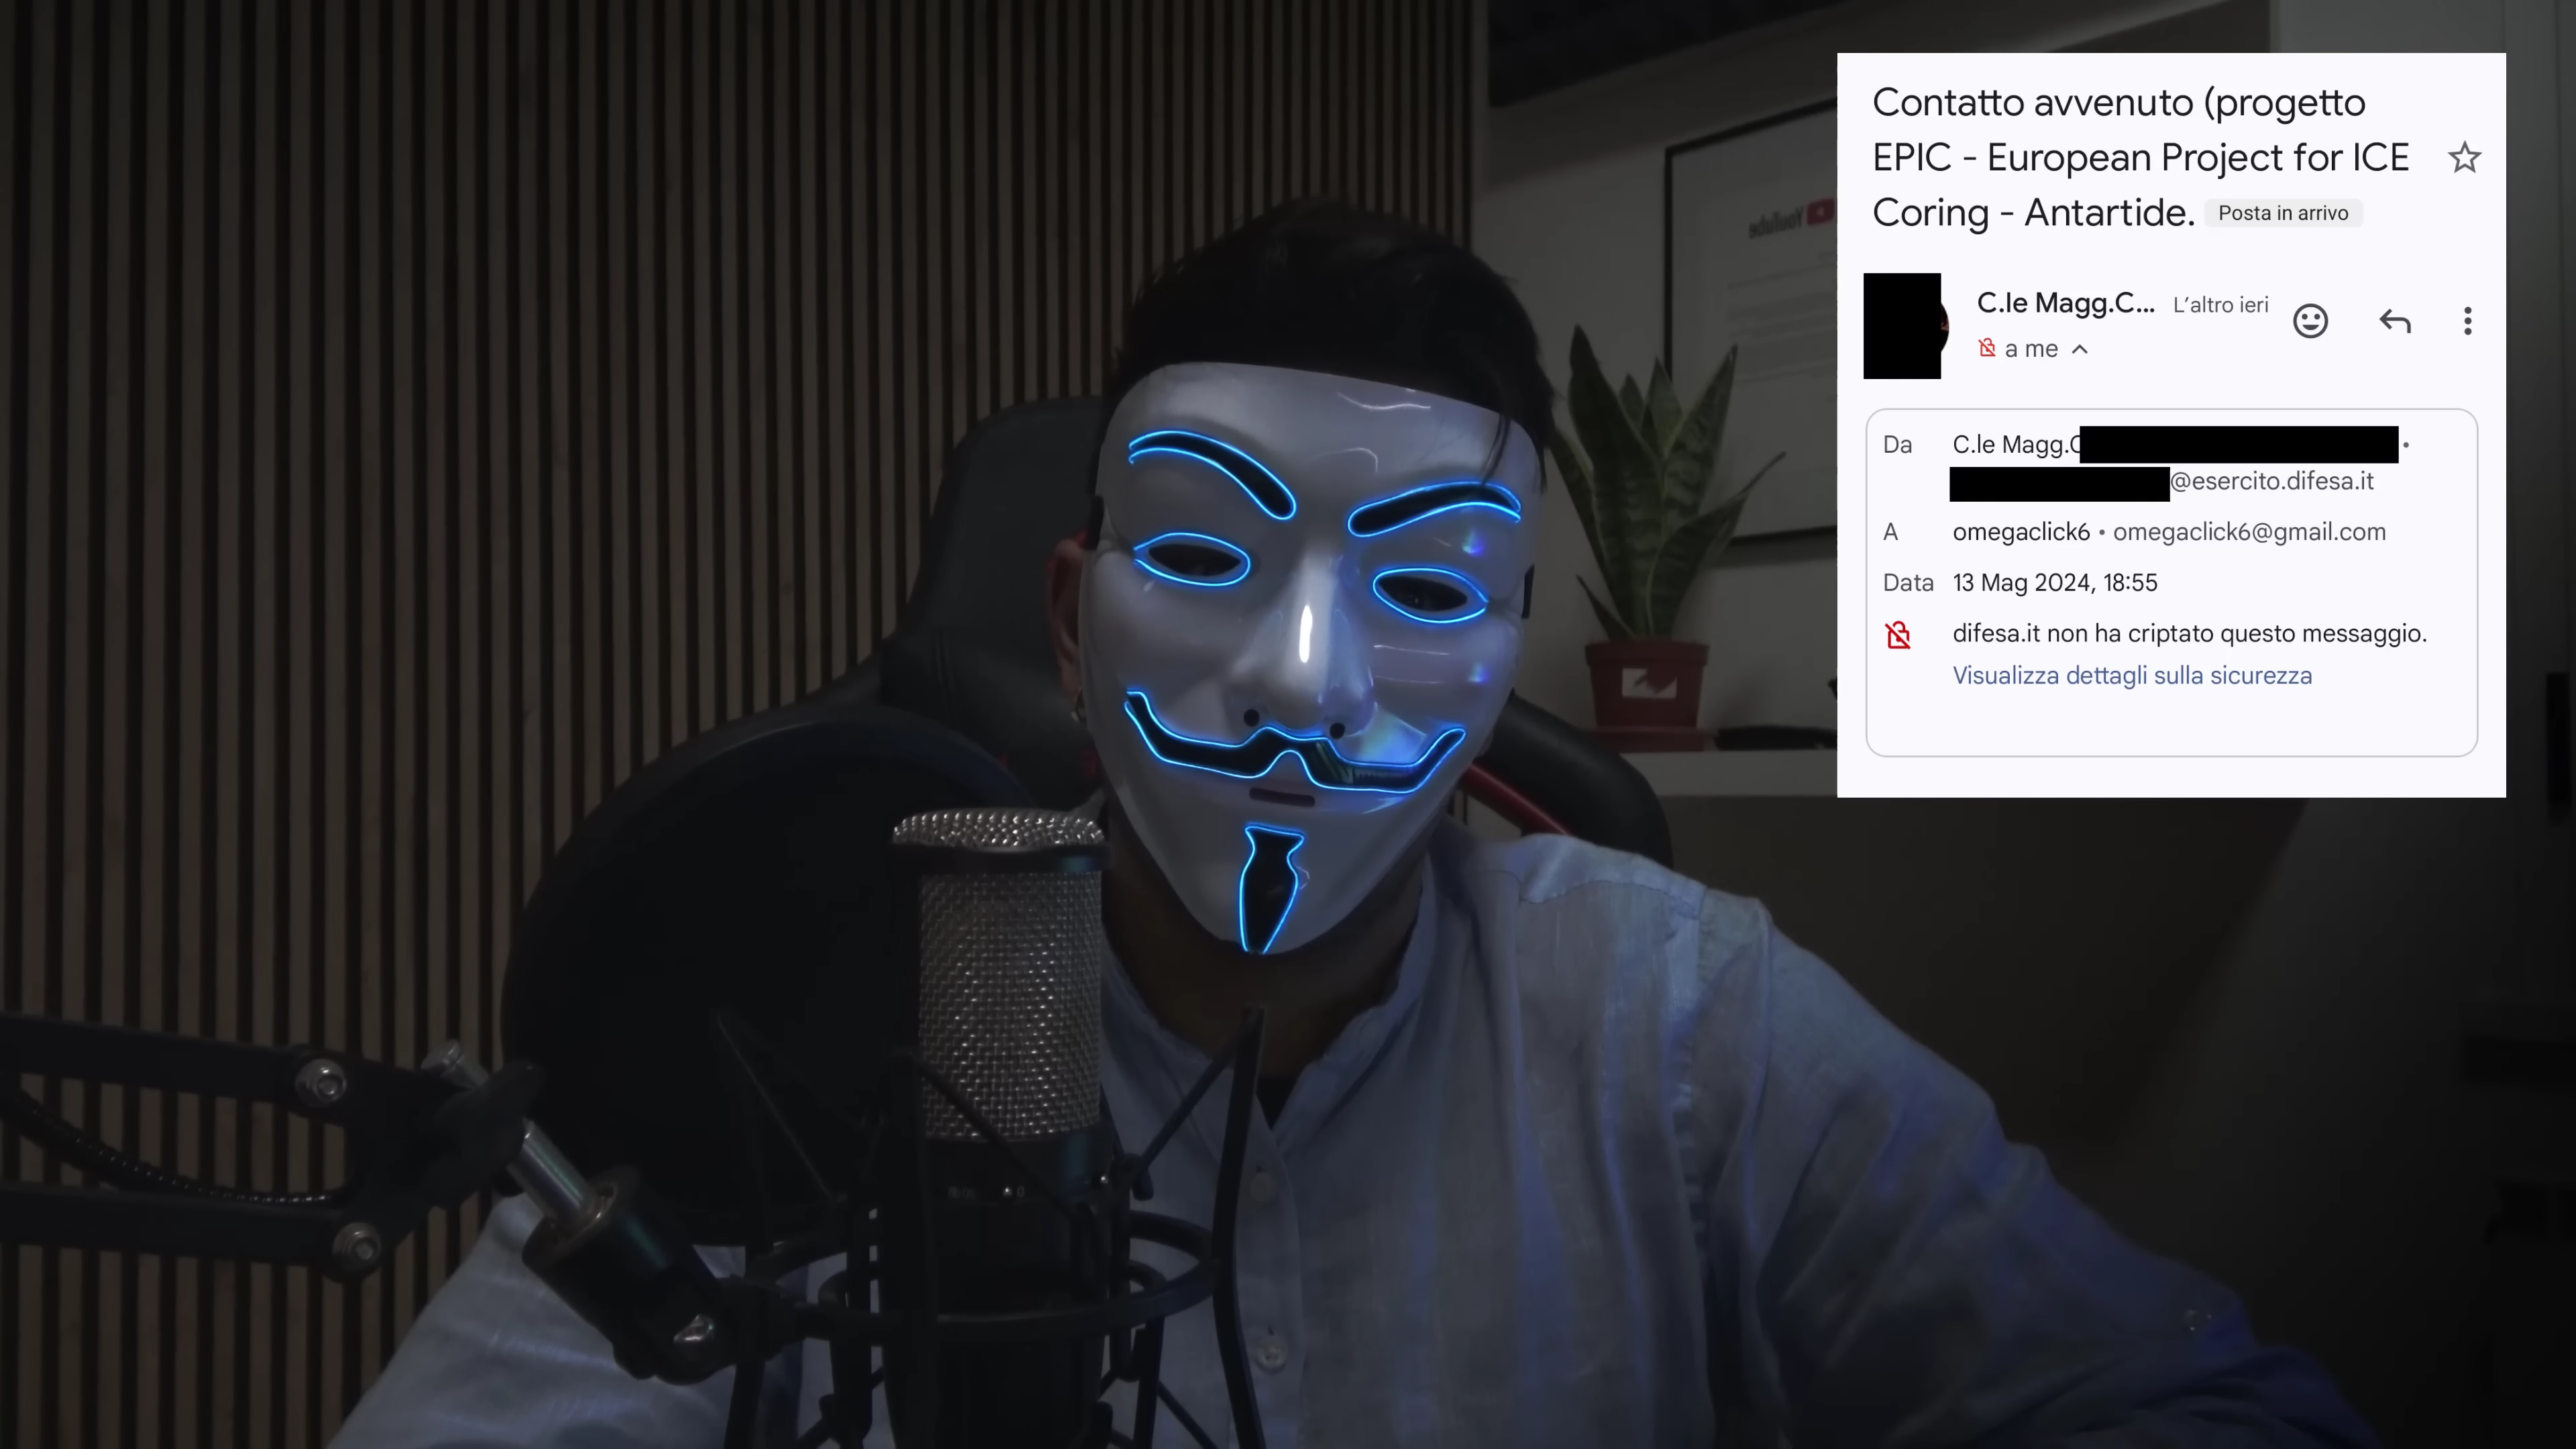 Contatto avvenuto (progetto
EPIC - European Project for ICE
Coring - Antartide. Posta in arrivo
C.le Magg.C... L'altro ieri
a me
Da C.le Magg.C
@esercito.difesa.it
A omegaclick6 • omegaclick6@gmail.com
Data 13 Mag 2024, 18:55
difesa.it non ha criptato questo messaggio.
Visualizza dettagli sulla sicurezza
YouTube